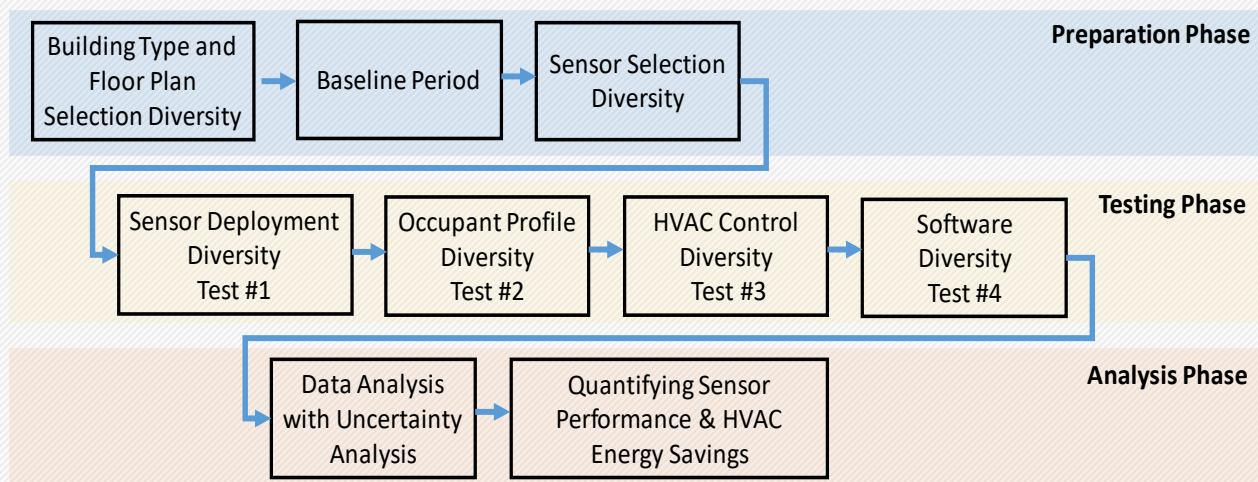 Preparation Phase
Building Type and
Floor Plan
Selection Diversity
Baseline Period
Sensor Selection
Diversity
Testing Phase
Sensor Deployment
Diversity
Test #1
Occupant Profile
Diversity
Test #2
HVAC Control
Diversity
Test #3
Software
Diversity
Test #4
Analysis Phase
Data Analysis
with Uncertainty
Analysis
Quantifying Sensor
Performance & HVAC
Energy Savings